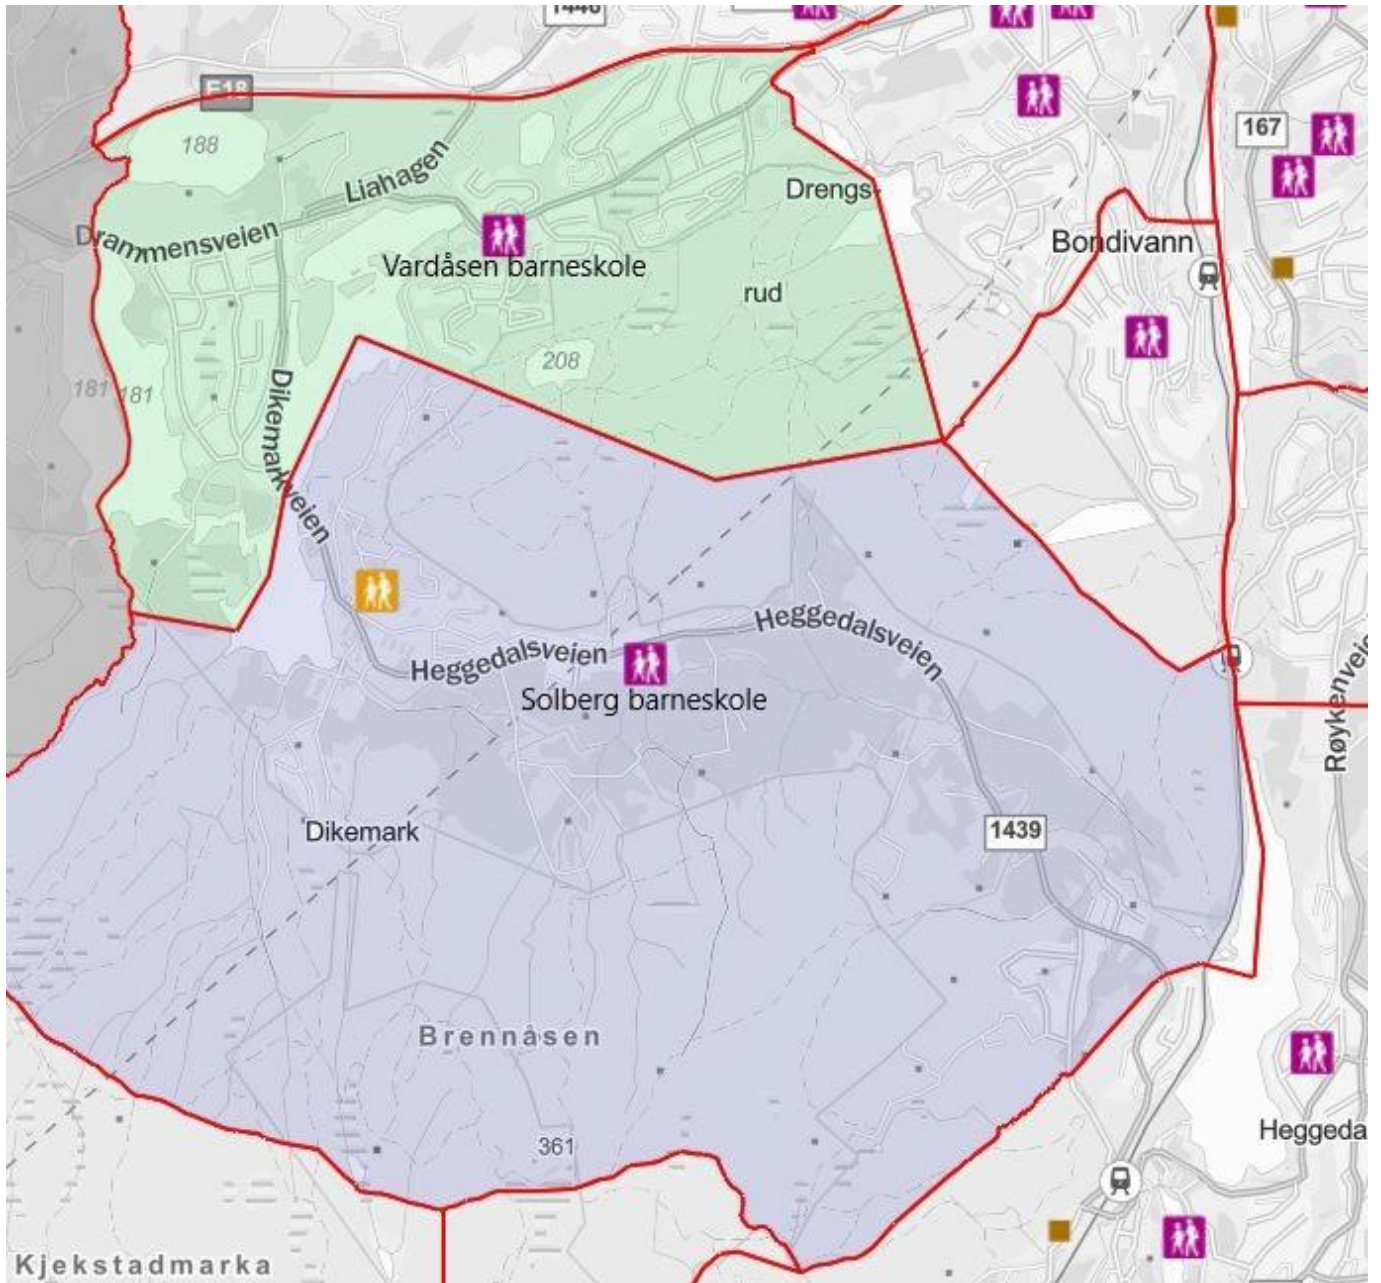 E18
188
167
Liahagen
Drengs-
Drammensveien
Bondivann
Vardåsen barneskole
rud
208
181
181
Dikemarkveien
Heggedalsveien
Heggedalsveien
Solberg barneskole
Røykenveie
Dikemark
1439
Brennåsen
361
Heggeda
Kjekstadmarka